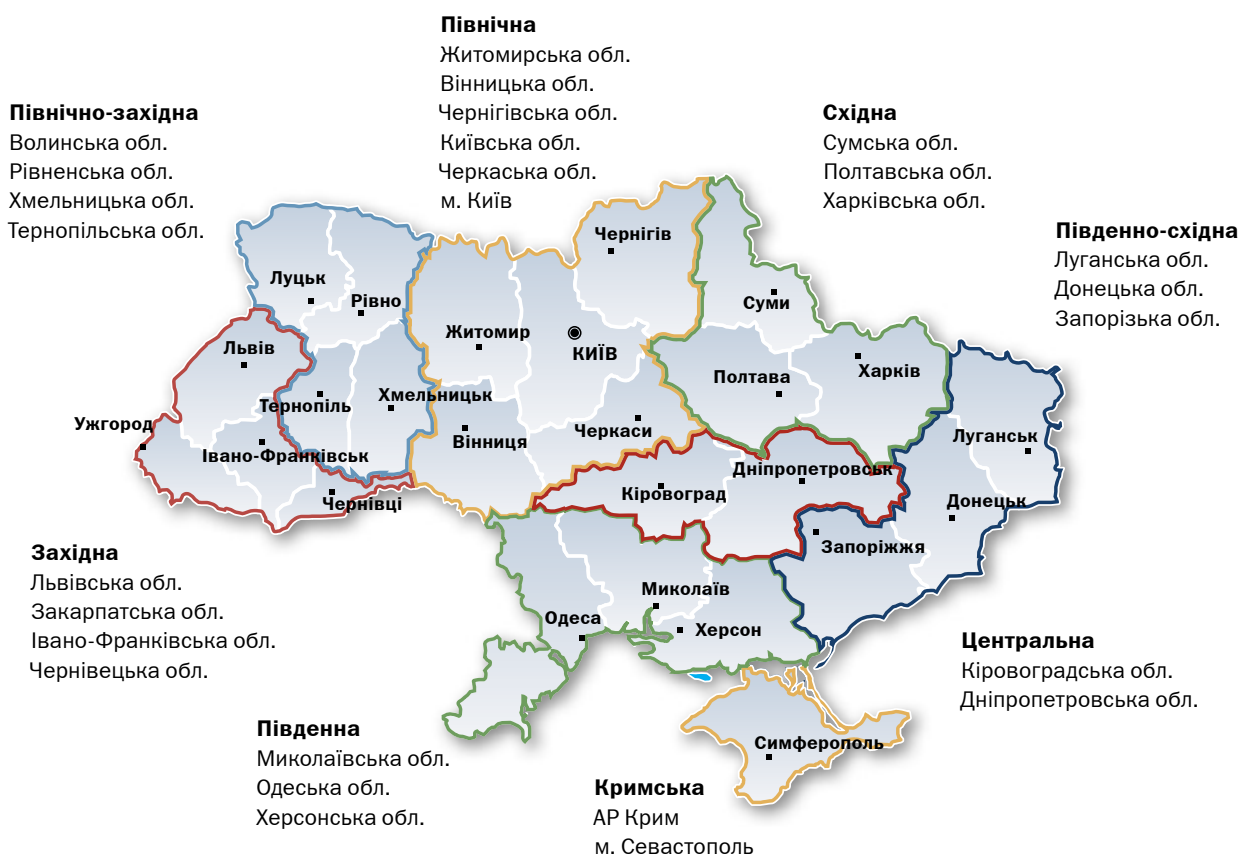 Північна
Житомирська обл.
Вінницька обл.
Чернігівська обл.
Київська обл.
Черкаська обл.
м. Київ
Північно-західна
Волинська обл.
Рівненська обл.
Хмельницька обл.
Тернопільська обл.
Східна
Сумська обл.
Полтавська обл.
Харківська обл.
Південно-східна
Луганська обл.
Донецька обл.
Запорізька обл.
Чернігів
Луцьк
Рівно
Суми
Житомир
КИЇВ
Львів
Харків
Полтава
Тернопіль
Хмельницьк
Ужгород
Черкаси
Вінниця
Луганськ
Івано-Франківськ
Дніпропетровськ
Кіровоград
Чернівці
Донецьк
Запоріжжя
Миколаїв
Одеса
Херсон
Симферополь
Західна
Львівська обл.
Закарпатська обл.
Івано-Франківська обл.
Чернівецька обл.
Центральна
Кіровоградська обл.
Дніпропетровська обл.
Південна
Миколаївська обл.
Одеська обл.
Херсонська обл.
Кримська
АР Крим
м. Севастополь